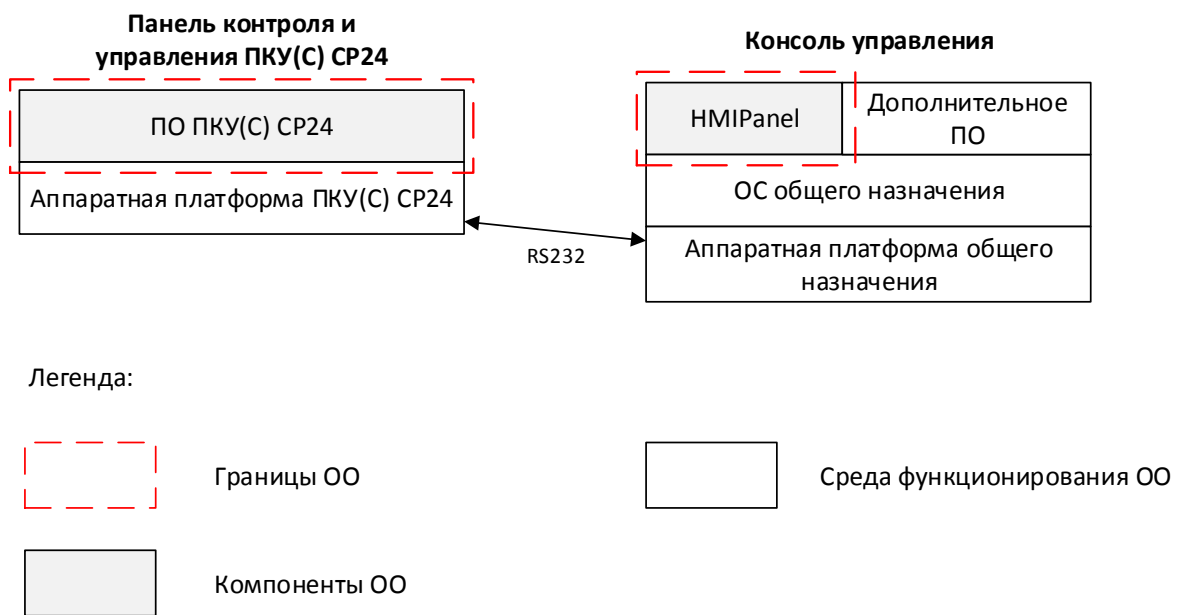 Панель контроля и
управления ПКУ(С) СР24
ПО ПКУ(С) СР24
Аппаратная платформа ПКУ(С) СР24
RS232
Консоль управления
HMIPanel
Дополнительное
ПО
ОС общего назначения
Аппаратная платформа общего
назначения
Легенда:
Границы ОО
Среда функционирования ОО
Компоненты ОО